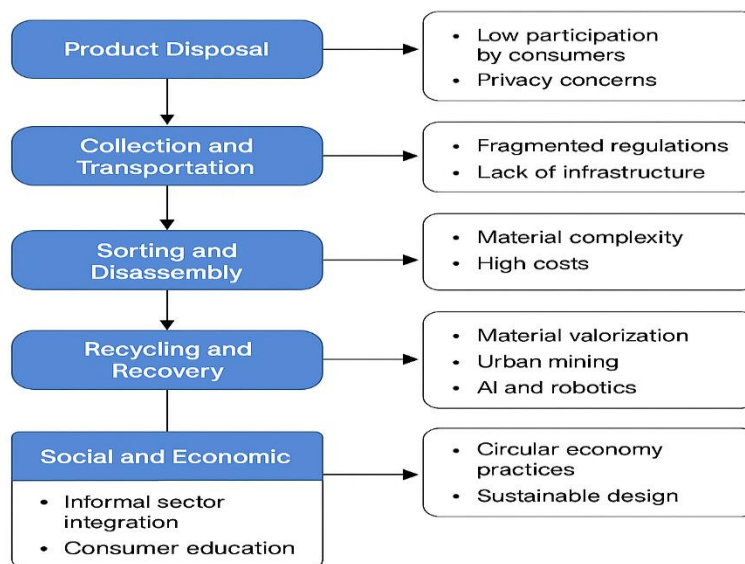 Product Disposal
• Low participation
by consumers
• Privacy concerns
Collection and
Transportation
• Fragmented regulations
• Lack of infrastructure
Sorting and
Disassembly
• Material complexity
• High costs
Recycling and
Recovery
• Material valorization
• Urban mining
• AI and robotics
Social and Economic
• Informal sector
integration
• Consumer education
• Circular economy
practices
• Sustainable design